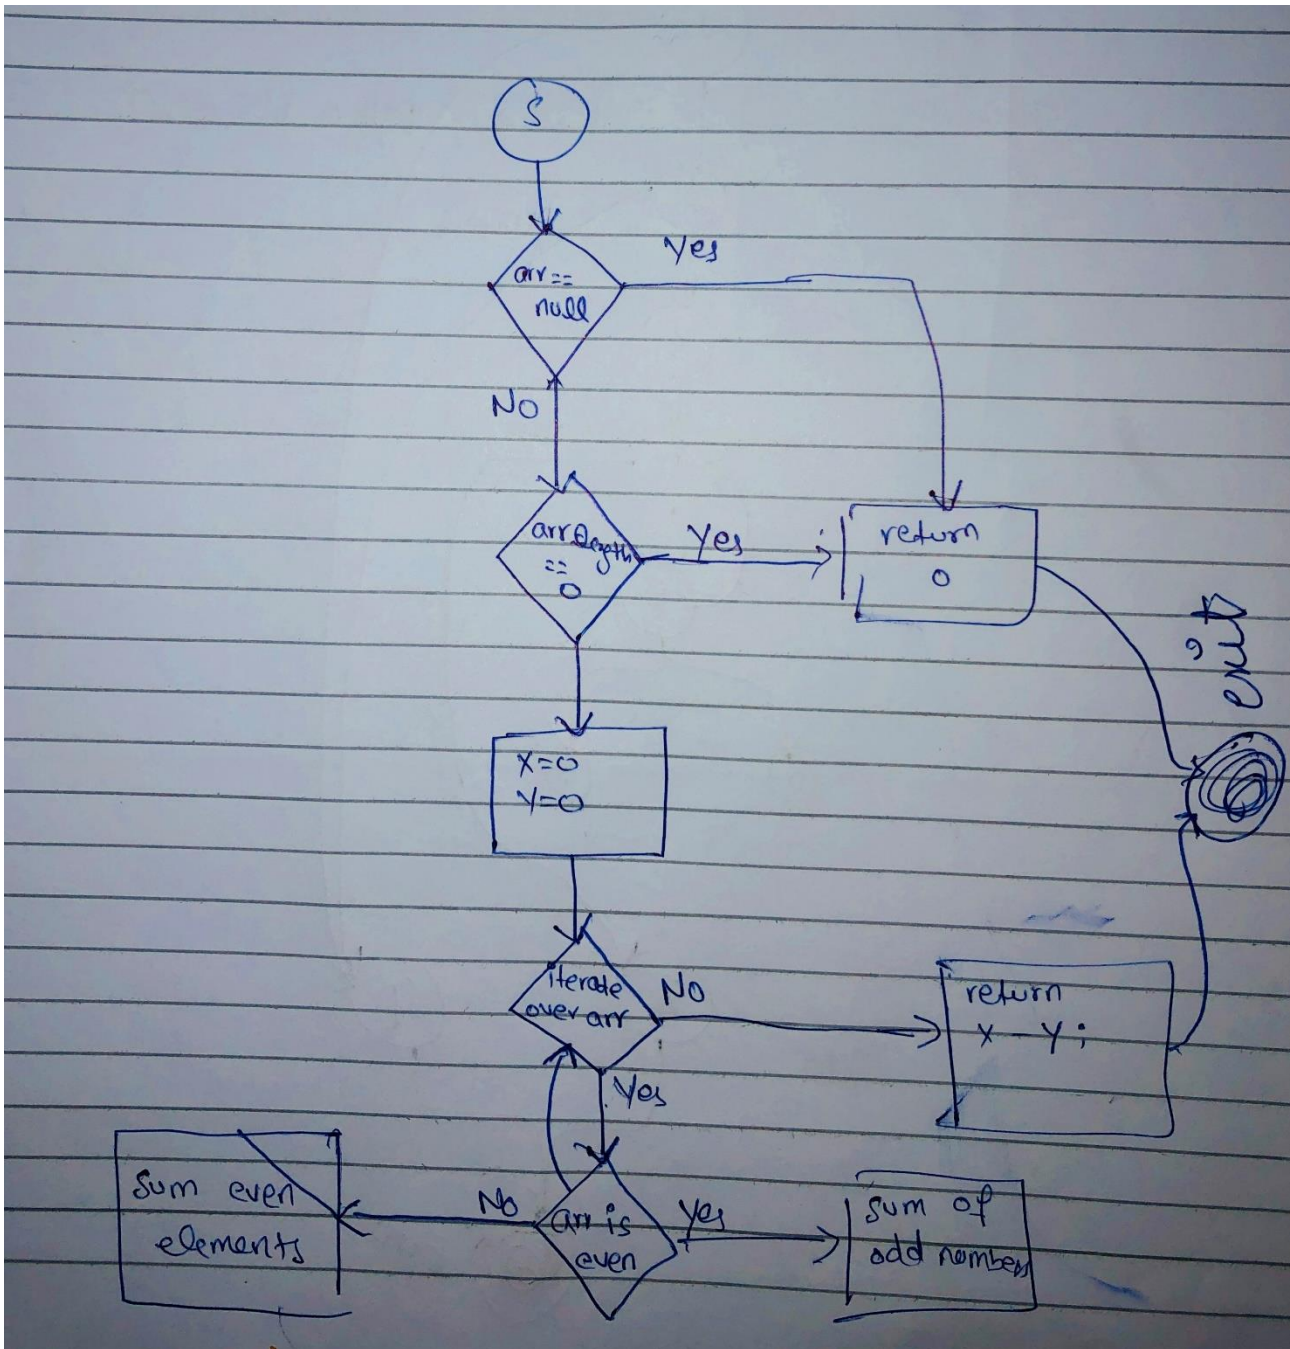 S
arr ==
null
Yes
NO
arr.length
==
0
Yes
return
0
exit
X=0
Y=0
iterate
over arr
NO
return
X - Y;
Yes
sum even
elements
No
arr is
even
Yes
sum of
odd numbers